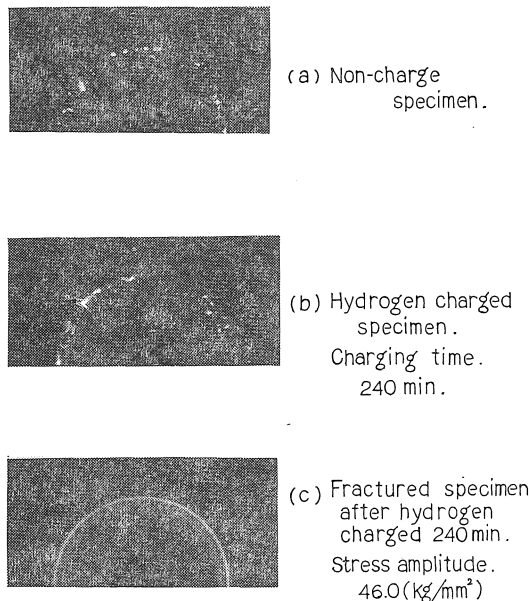 (a) Non-charge
specimen.
(b) Hydrogen charged
specimen.
Charging time.
240 min.
(c) Fractured specimen
after hydrogen
charged 240min.
Stress amplitude.
46.0(kg/mm²)